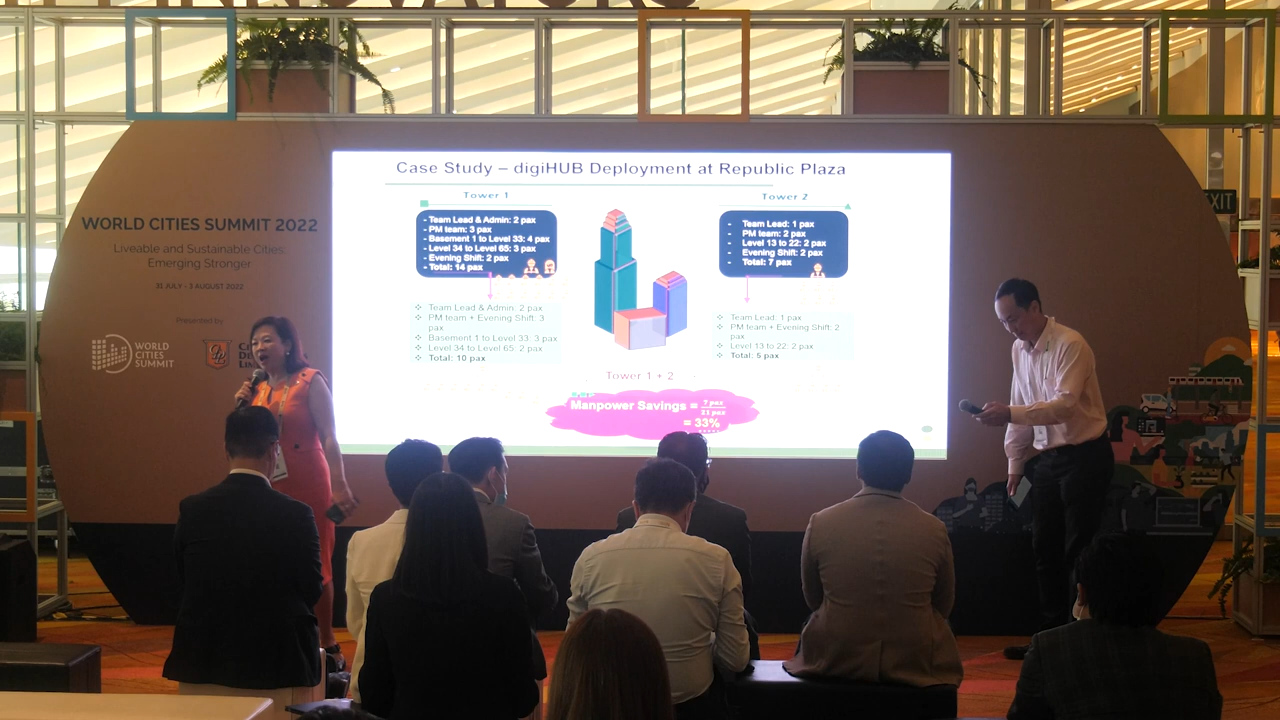 Case Study – digiHUB Deployment at Republic Plaza
Tower 1
- Team Lead & Admin: 2 pax
- PM team: 3 pax
- Basement 1 to Level 33: 4 pax
- Level 34 to Level 65: 3 pax
- Evening Shift: 2 pax
- Total: 14 pax
❖ Team Lead & Admin: 2 pax
❖ PM team + Evening Shift: 3
pax
❖ Basement 1 to Level 33: 3 pax
❖ Level 34 to Level 65: 2 pax
❖ Total: 10 pax
Tower 2
- Team Lead: 1 pax
- PM team: 2 pax
- Level 13 to 22: 2 pax
- Evening Shift: 2 pax
- Total: 7 pax
❖ Team Lead: 1 pax
❖ PM team + Evening Shift: 2
pax
❖ Level 13 to 22: 2 pax
❖ Total: 5 pax
Tower 1 + 2
Manpower Savings = 7 pax
21 pax
= 33%
WORLD CITIES SUMMIT 2022
Liveable and Sustainable Cities:
Emerging Stronger
31 JULY - 3 AUGUST 2022
Presented by
WORLD
CITIES
SUMMIT
EXIT